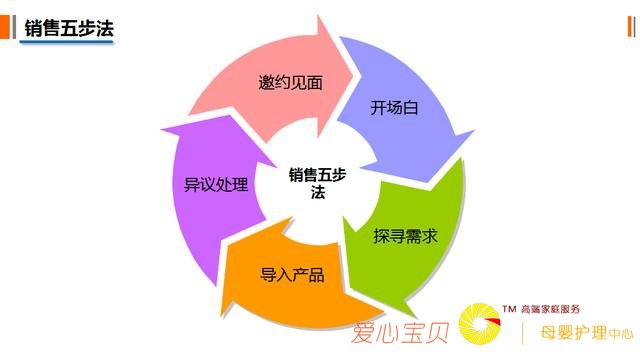 销售五步法
邀约见面
开场白
异议处理
销售五步
法
探寻需求
导入产品
TM 高端家庭服务
爱心宝贝
母婴护理中心